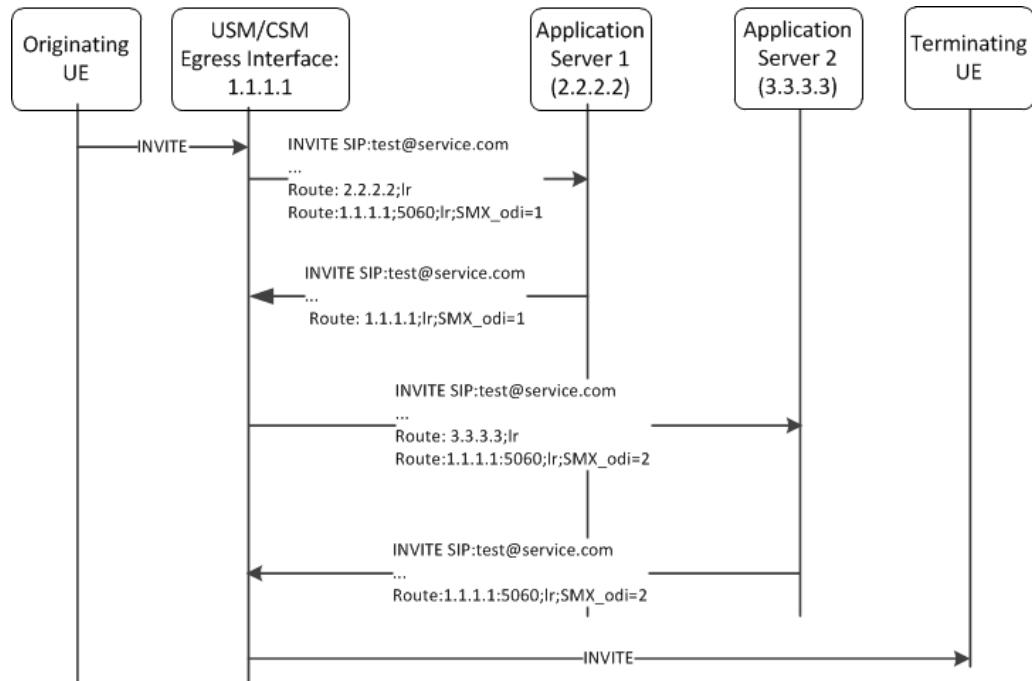 Originating
UE
USM/CSM
Egress Interface:
1.1.1.1
Application
Server 1
(2.2.2.2)
Application
Server 2
(3.3.3.3)
Terminating
UE
INVITE
INVITE SIP:test@service.com
...
Route: 2.2.2.2;lr
Route:1.1.1.1;5060;lr;SMX_odi=1
INVITE SIP:test@service.com
...
Route: 1.1.1.1;lr;SMX_odi=1
INVITE SIP:test@service.com
...
Route: 3.3.3.3;lr
Route:1.1.1.1:5060;lr;SMX_odi=2
INVITE SIP:test@service.com
...
Route:1.1.1.1:5060;lr;SMX_odi=2
INVITE